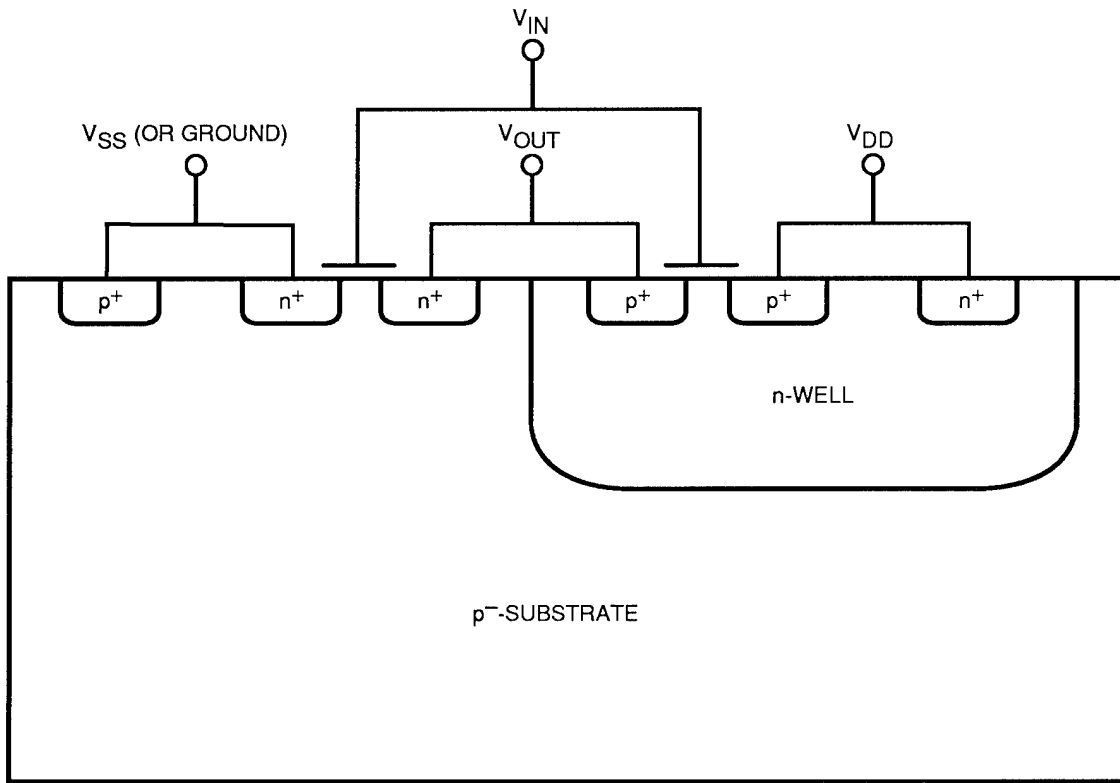 V_IN
V_SS (OR GROUND)
V_OUT
V_DD
p+
n+
n+
p+
p+
n+
n-WELL
p–-SUBSTRATE